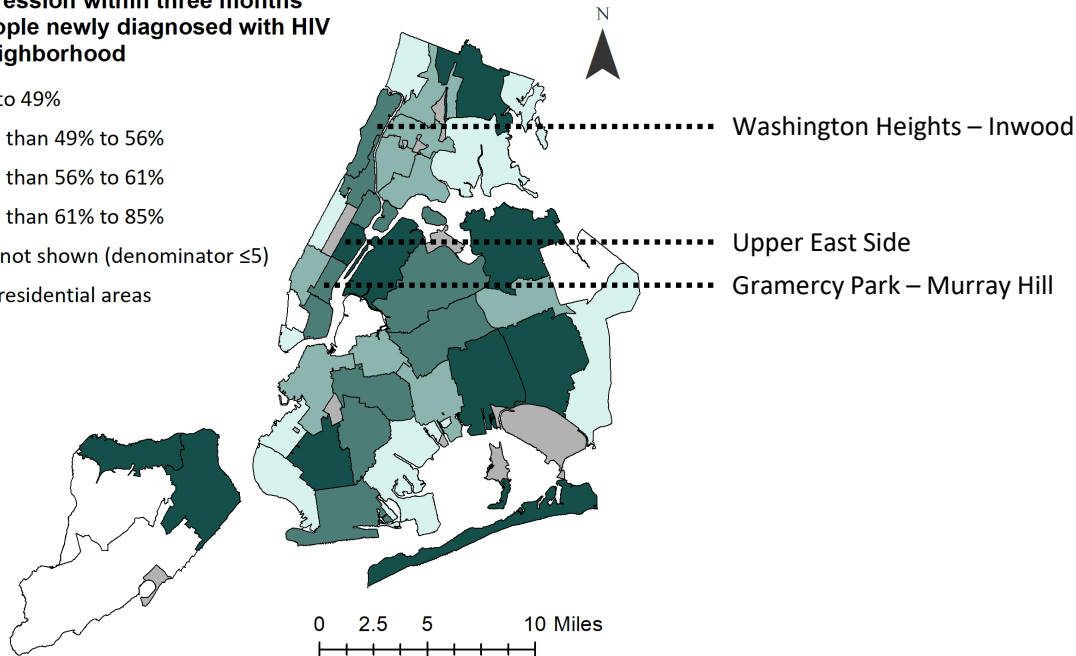 ression within three months
ople newly diagnosed with HIV
ighborhood
to 49%
than 49% to 56%
than 56% to 61%
than 61% to 85%
not shown (denominator ≤5)
residential areas
N
Washington Heights – Inwood
Upper East Side
Gramercy Park – Murray Hill
0 2.5 5 10 Miles